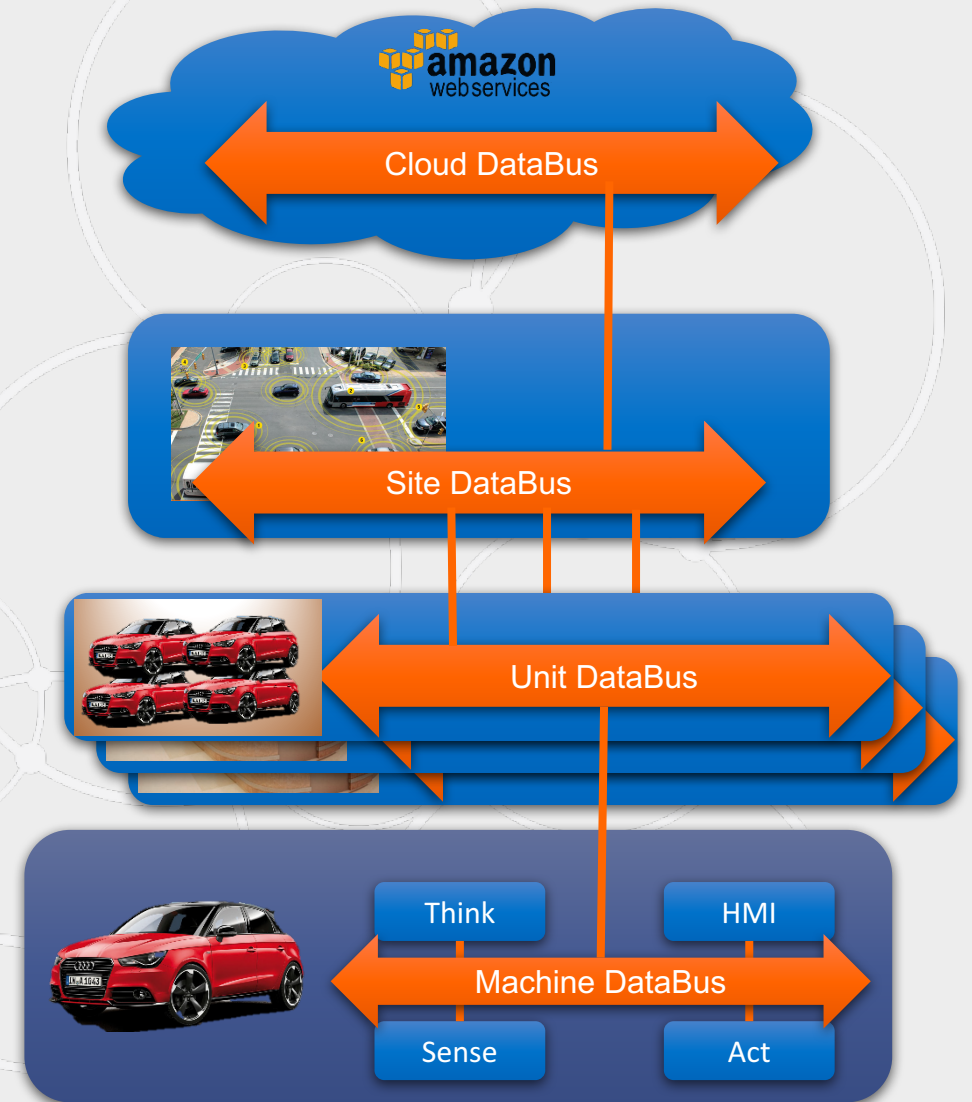 amazon
webservices
Cloud DataBus
Site DataBus
Unit DataBus
Think
HMI
Machine DataBus
Sense
Act